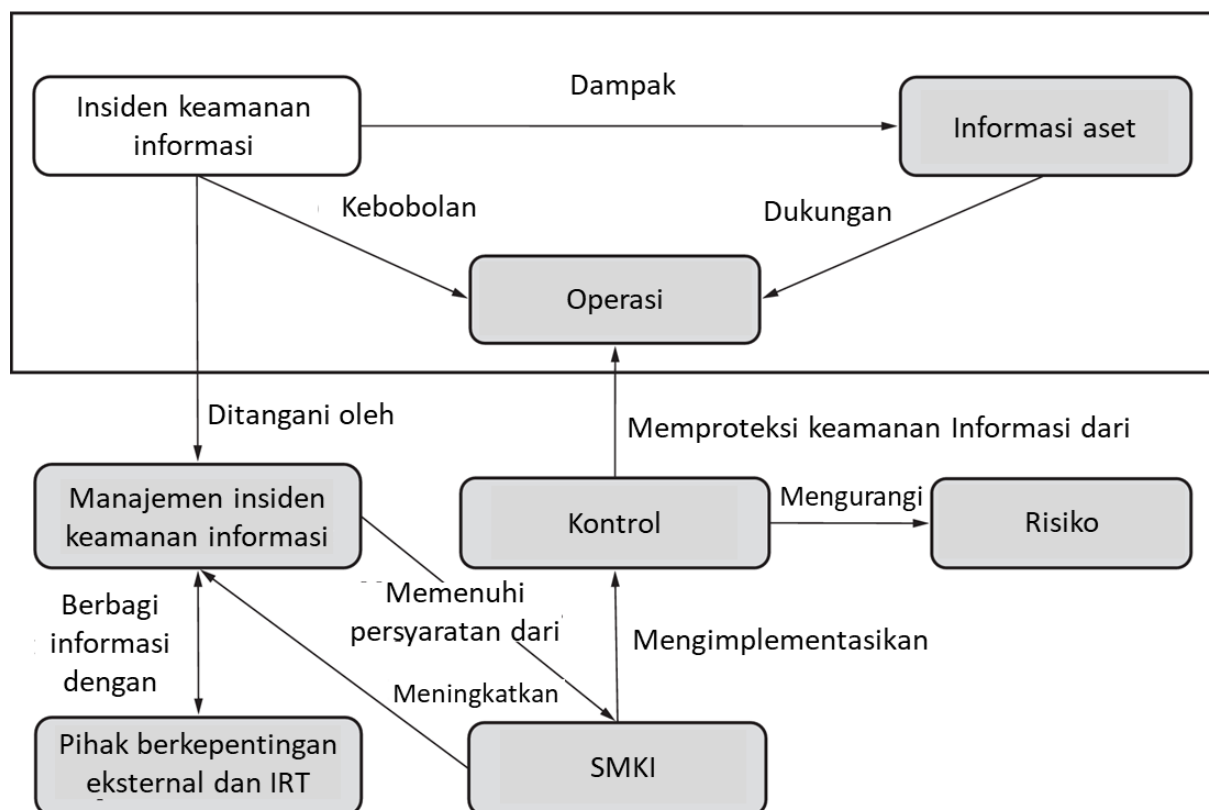 Dampak
Insiden keamanan
informasi
Informasi aset
Kebobolan
Dukungan
Operasi
Ditangani oleh
Memproteksi keamanan Informasi dari
Manajemen insiden
keamanan informasi
Kontrol
Mengurangi
Risiko
Berbagi
informasi
dengan
Memenuhi
persyaratan dari
Mengimplementasikan
Meningkatkan
Pihak berkepentingan
eksternal dan IRT
SMKI